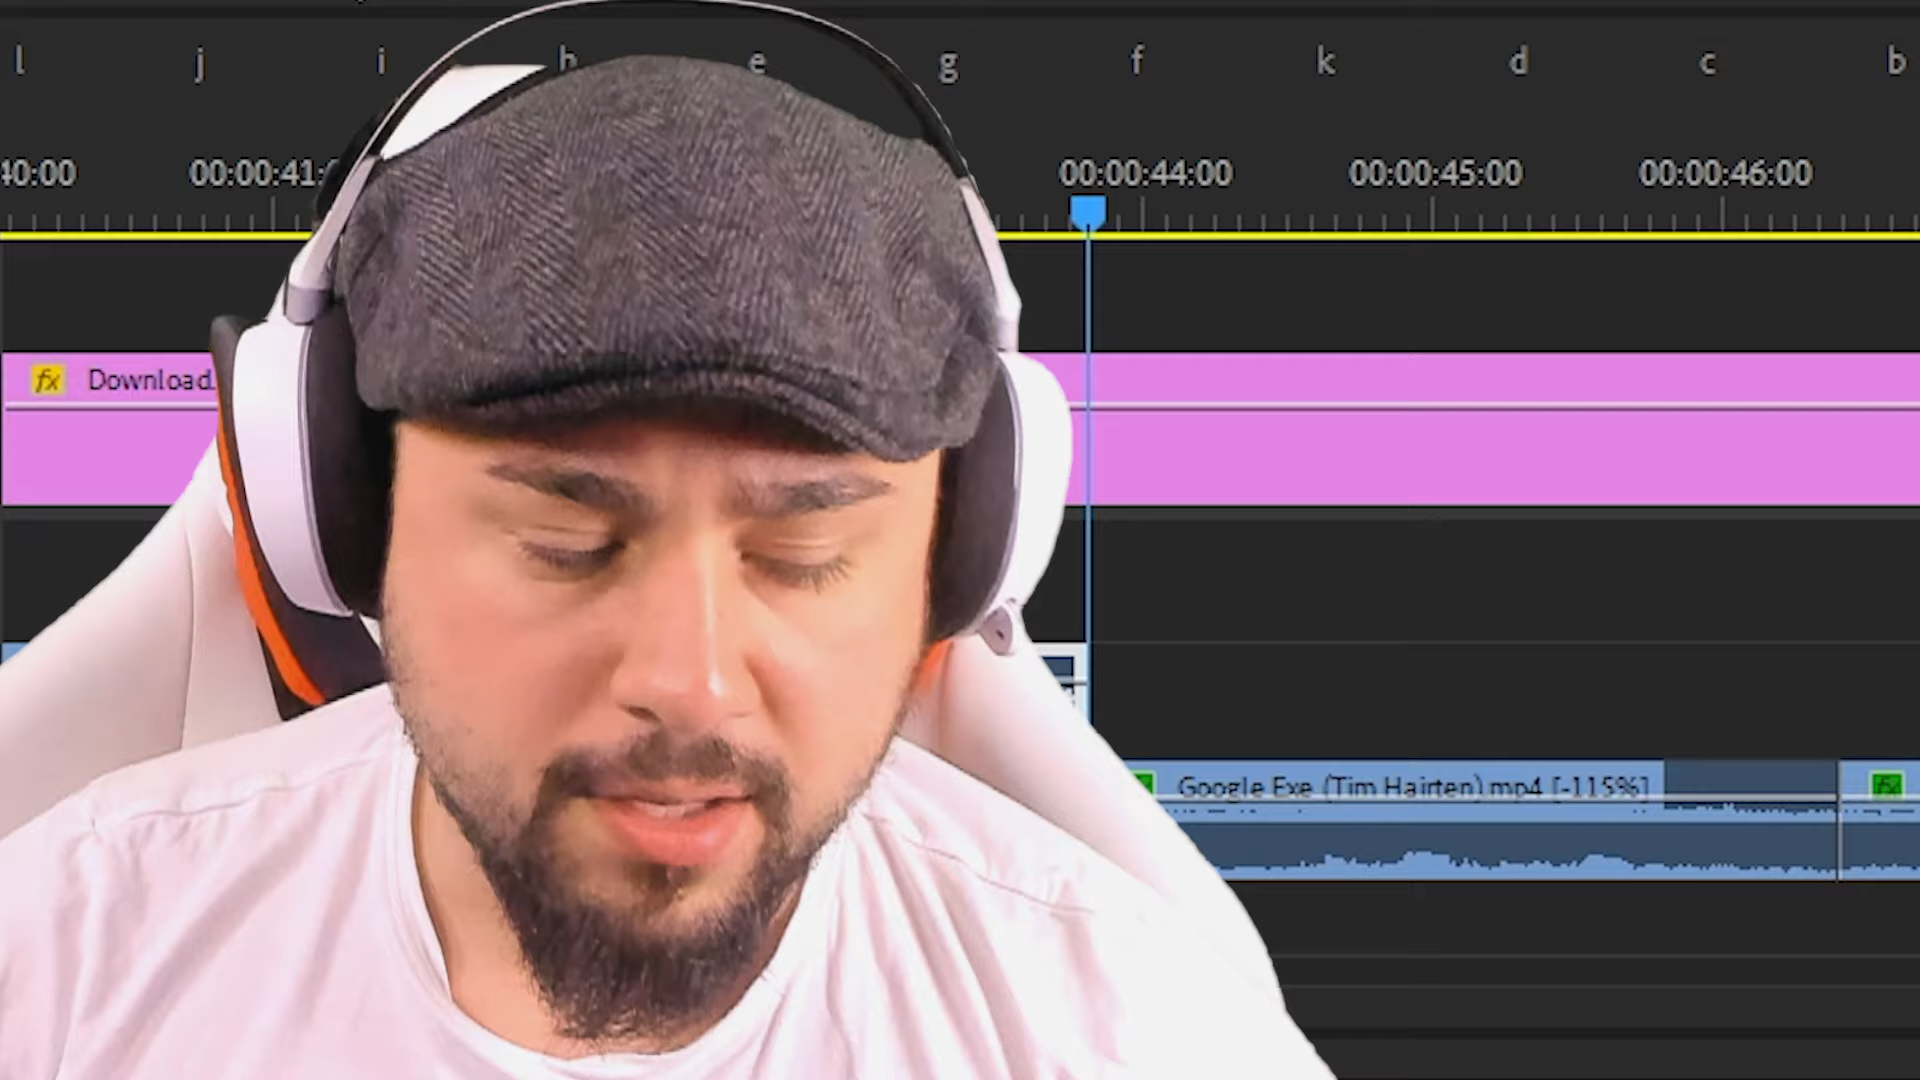 l j i h e g f k d c b
40:00 00:00:41: 00:00:44:00 00:00:45:00 00:00:46:00
fx Download.
Google Exe (Tim Hairten).mp4 [-115%] fx